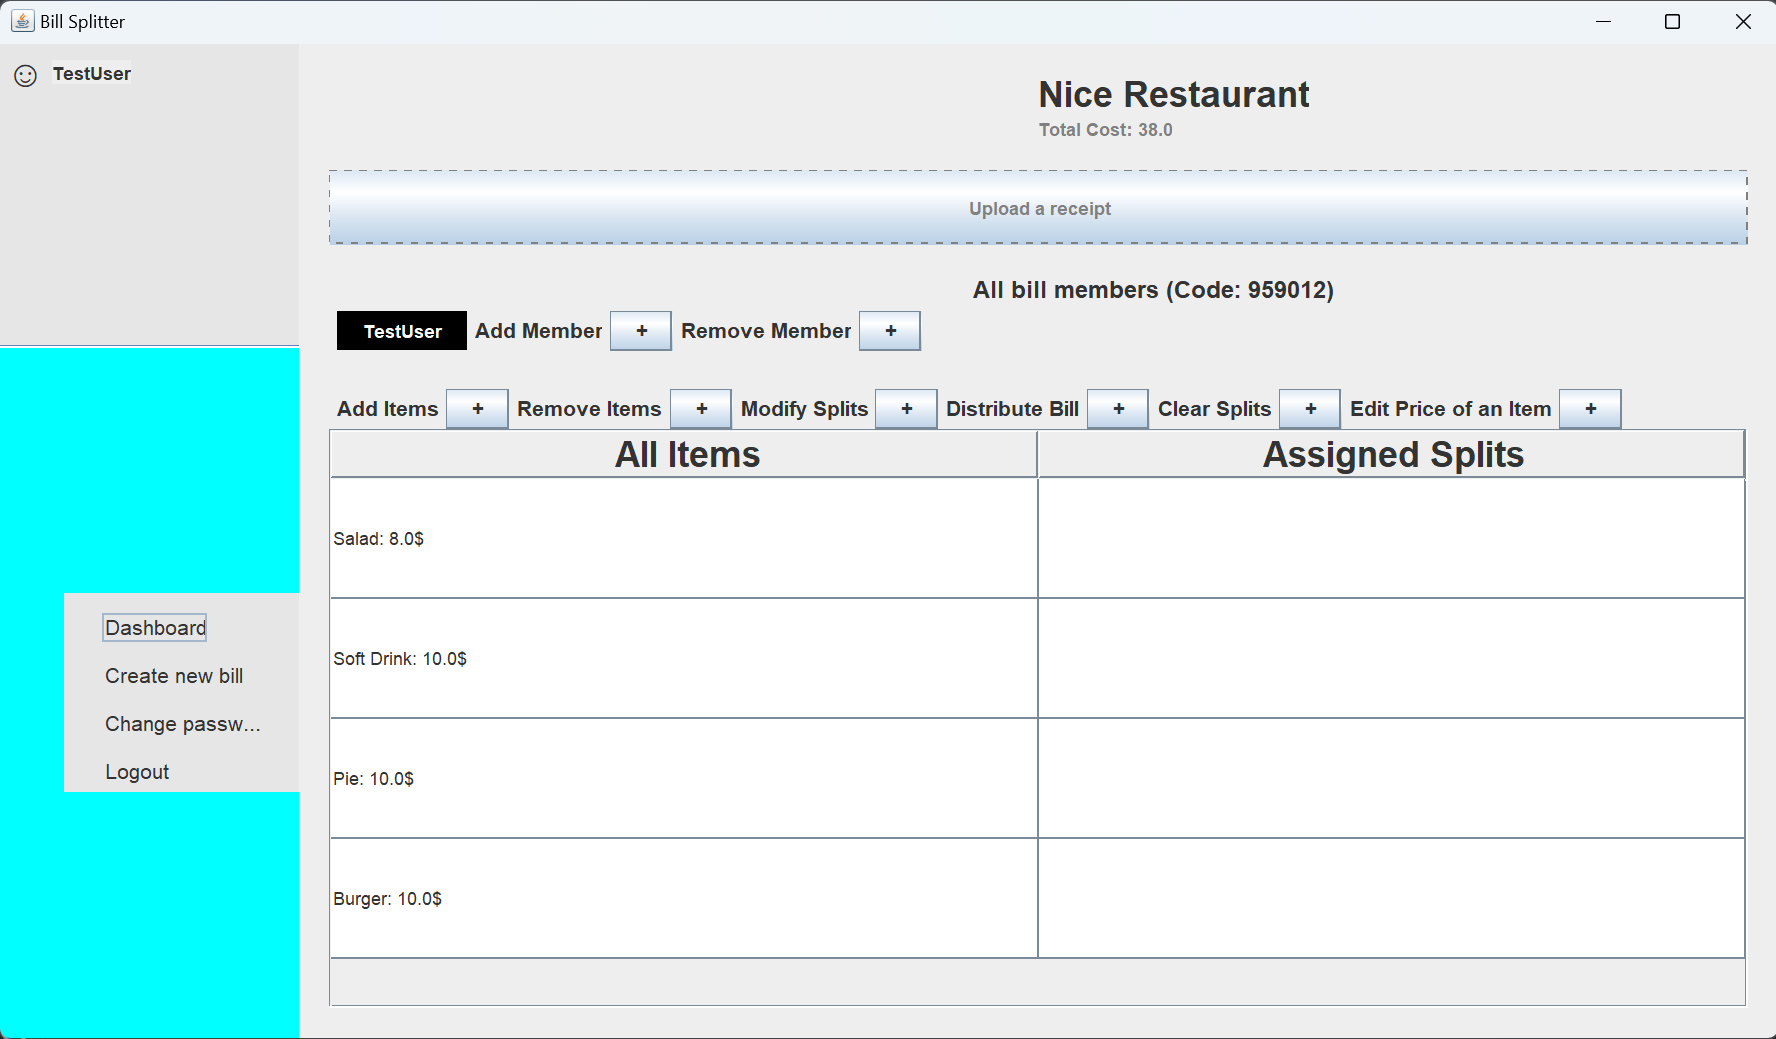 Bill Splitter
TestUser
Nice Restaurant
Total Cost: 38.0
Upload a receipt
All bill members (Code: 959012)
TestUser Add Member + Remove Member +
Add Items + Remove Items + Modify Splits + Distribute Bill + Clear Splits + Edit Price of an Item +
All Items Assigned Splits
Salad: 8.0$
Soft Drink: 10.0$
Pie: 10.0$
Burger: 10.0$
Dashboard
Create new bill
Change passw...
Logout